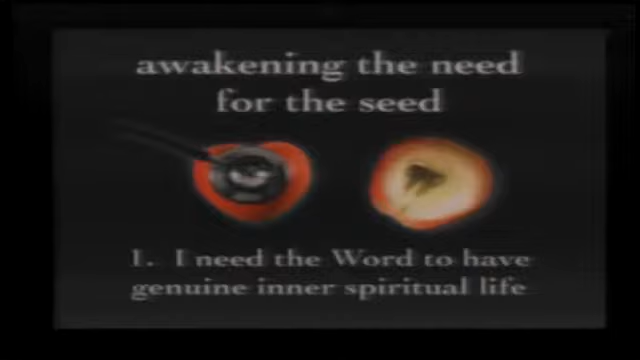 awakening the need
for the seed
1. I need the Word to have
genuine inner spiritual life